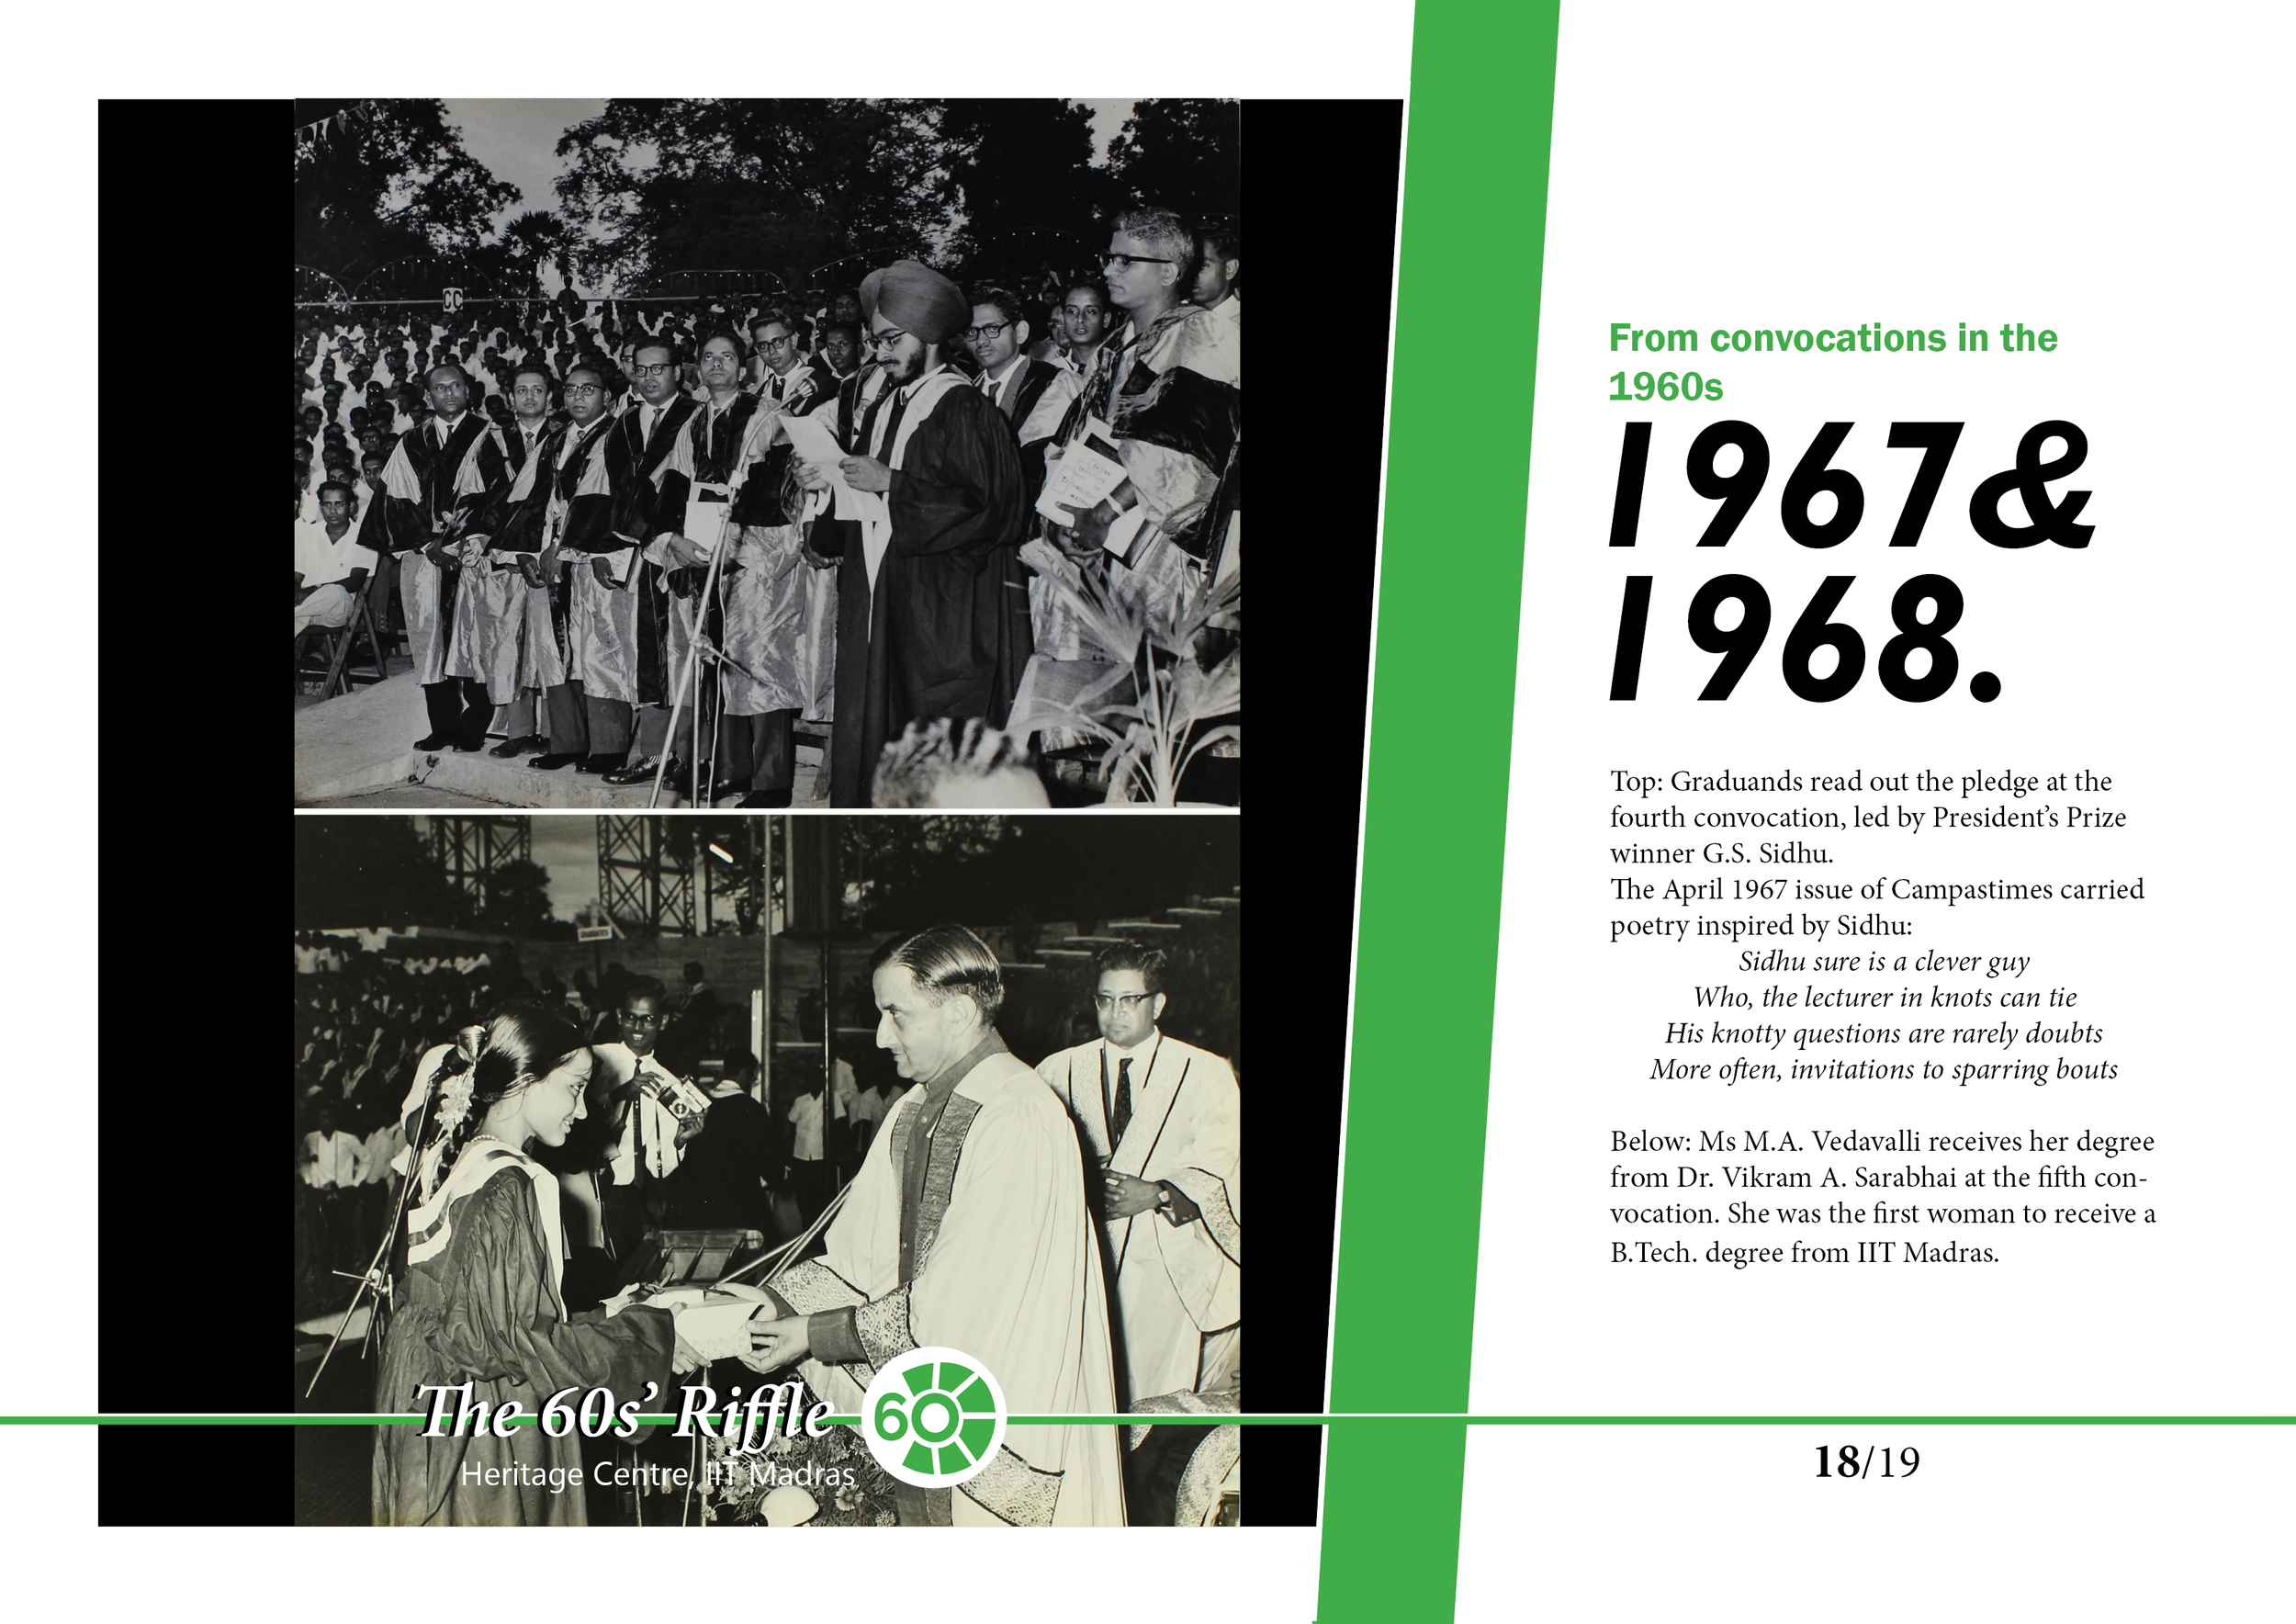 From convocations in the
1960s
1967&
1968.
Top: Graduands read out the pledge at the
fourth convocation, led by President’s Prize
winner G.S. Sidhu.
The April 1967 issue of Campastimes carried
poetry inspired by Sidhu:
Sidhu sure is a clever guy
Who, the lecturer in knots can tie
His knotty questions are rarely doubts
More often, invitations to sparring bouts
Below: Ms M.A. Vedavalli receives her degree
from Dr. Vikram A. Sarabhai at the fifth con-
vocation. She was the first woman to receive a
B.Tech. degree from IIT Madras.
CC
The 60s’ Riffle
60
Heritage Centre, IIT Madras
18/19